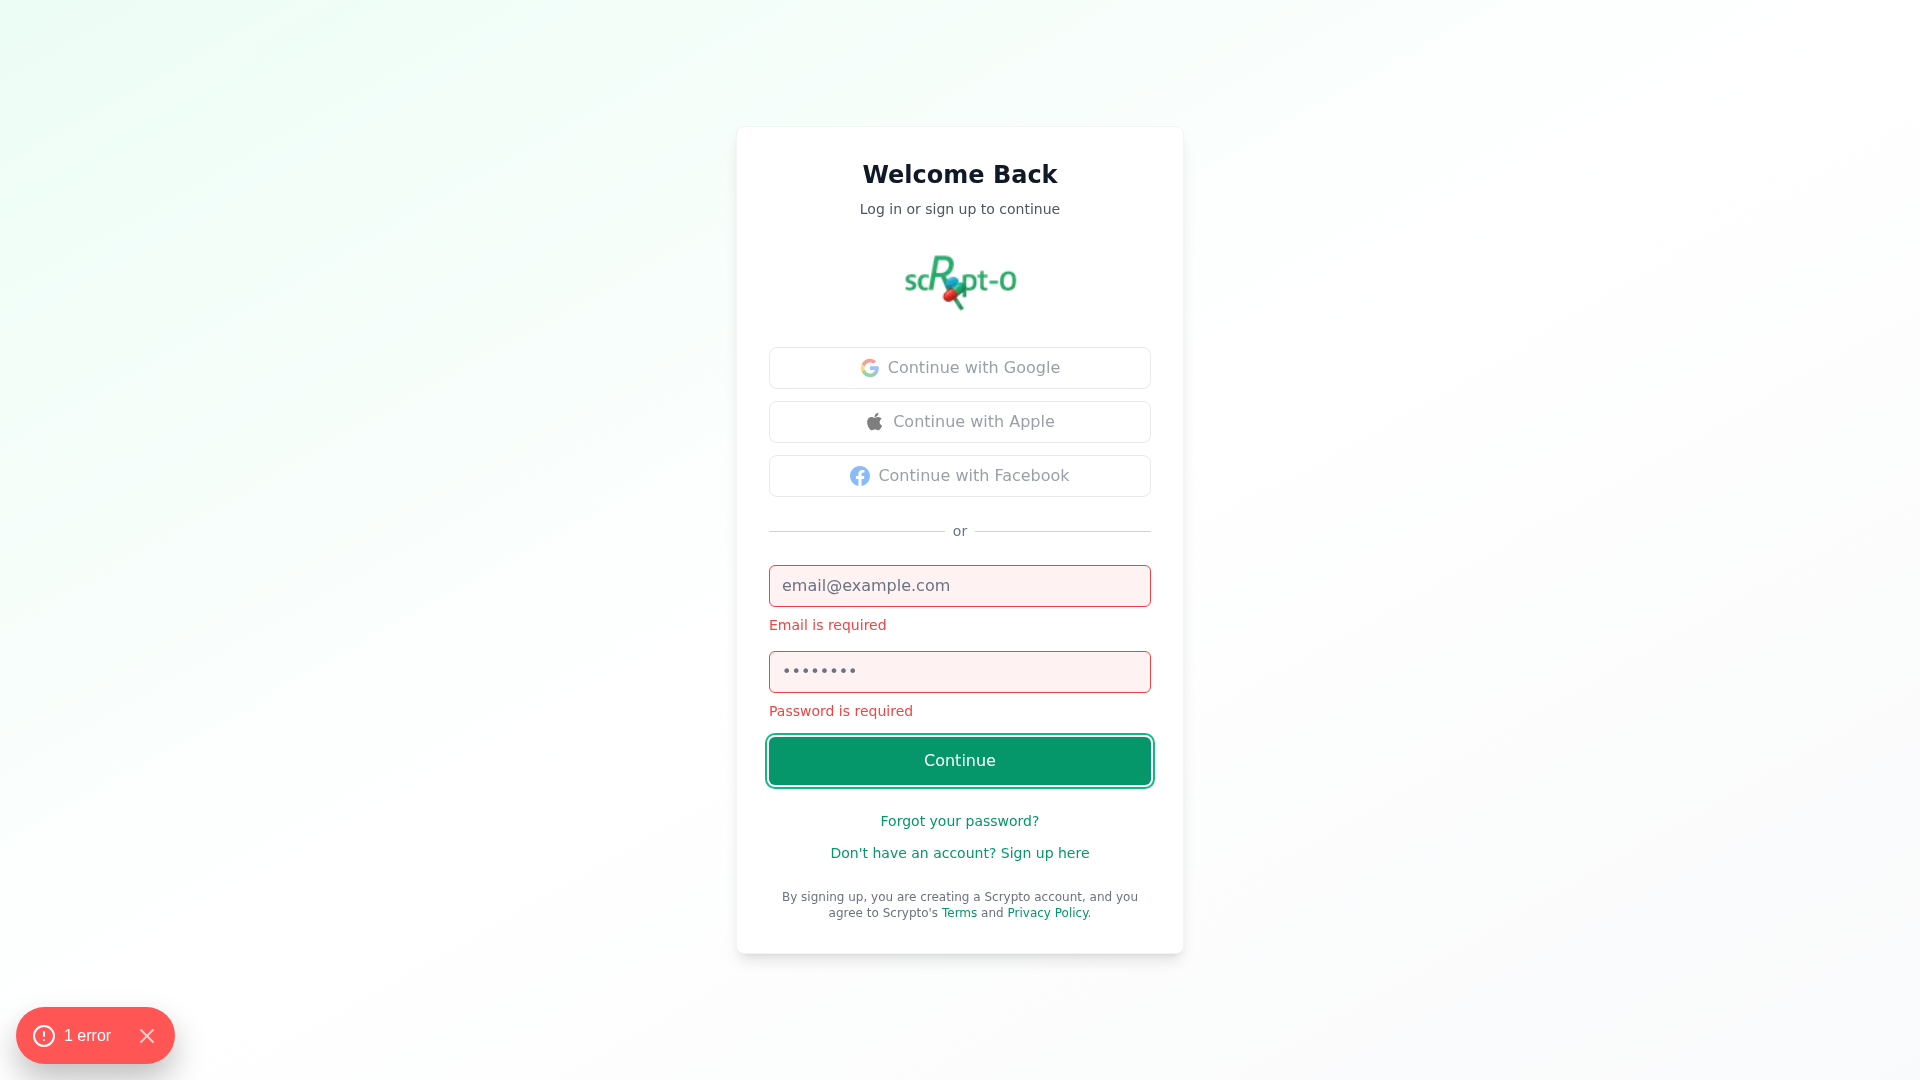 Welcome Back
Log in or sign up to continue
scRpt-O
Continue with Google
Continue with Apple
Continue with Facebook
or
email@example.com
Email is required
••••••••
Password is required
Continue
Forgot your password?
Don't have an account? Sign up here
By signing up, you are creating a Scrypto account, and you
agree to Scrypto's Terms and Privacy Policy.
1 error